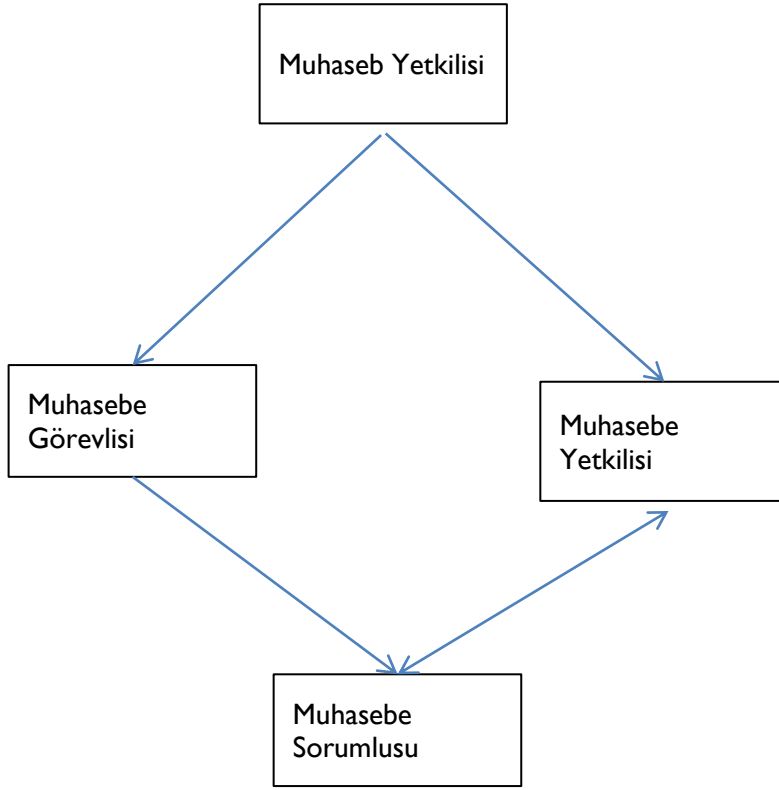 Muhaseb Yetkilisi
Muhasebe
Görevlisi
Muhasebe
Yetkilisi
Muhasebe
Sorumlusu